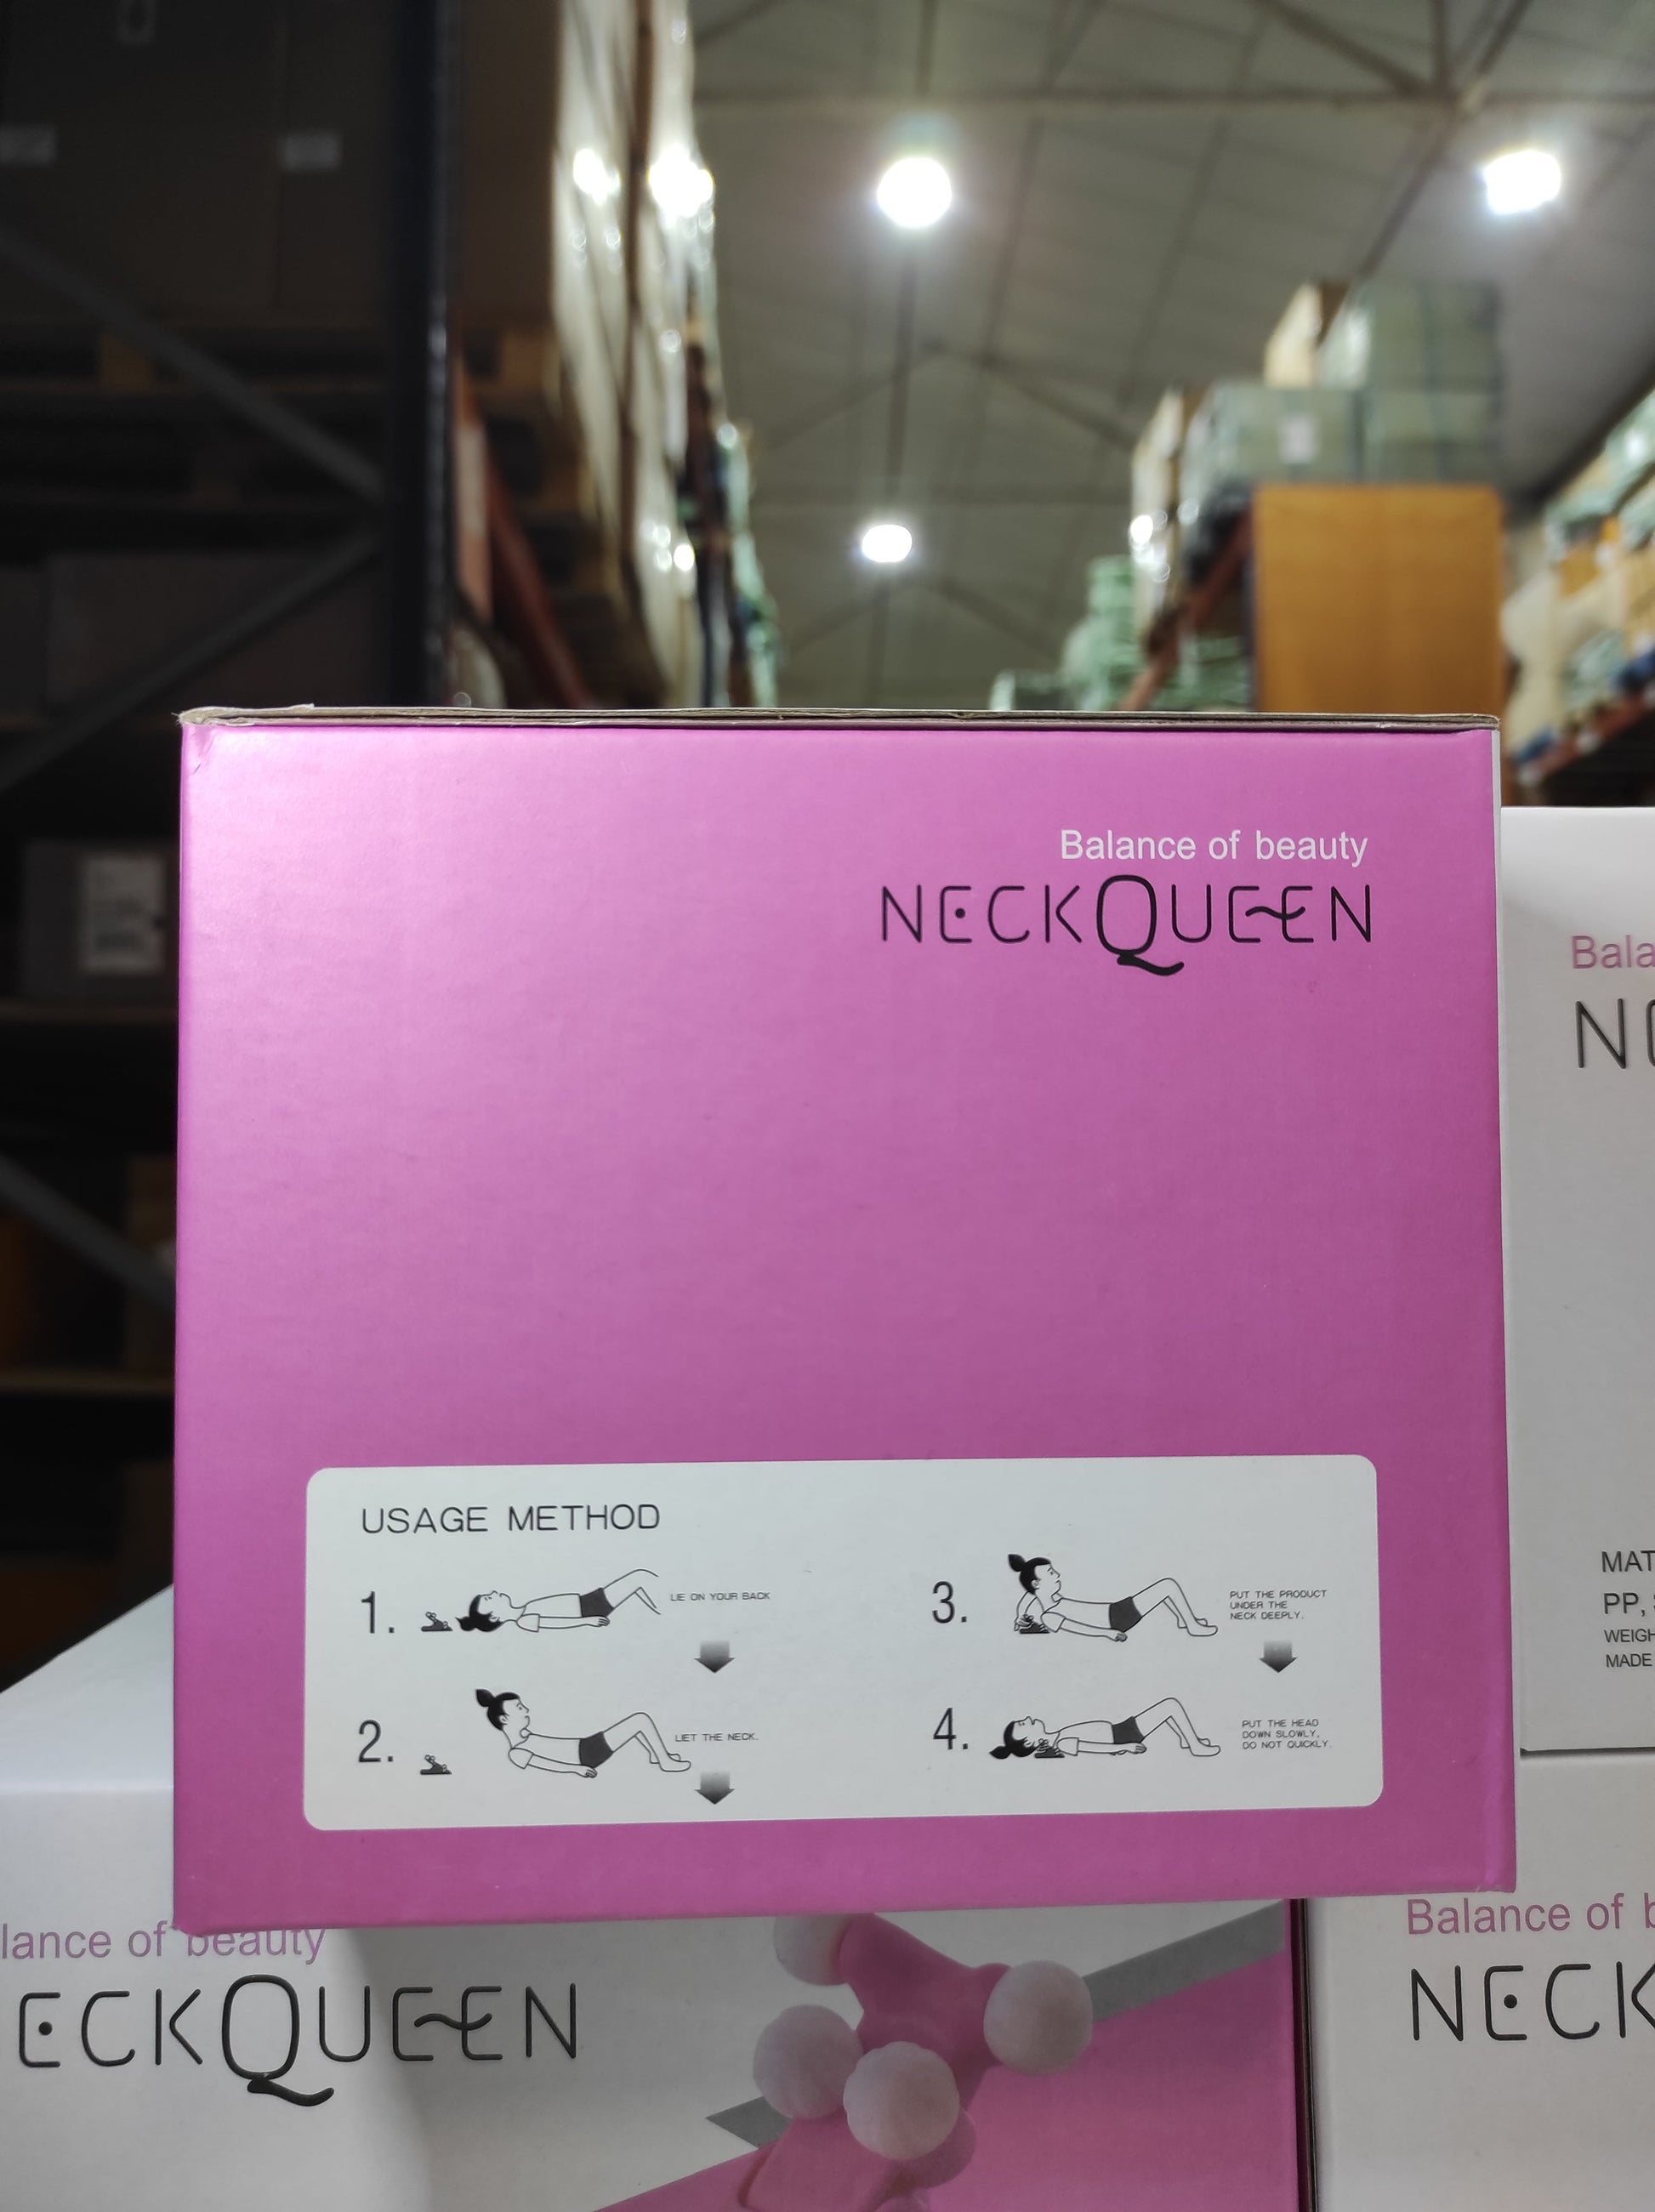 Balance of beauty
NECKQUEEN
USAGE METHOD
1.
LIE ON YOUR BACK
2.
LIET THE NECK.
3.
PUT THE PRODUCT
UNDER THE
NECK DEEPLY.
4.
PUT THE HEAD
DOWN SLOWLY,
DO NOT QUICKLY.
Bala
NE
MAT
PP,
WEIGH
MADE
lance of beauty
ECKQUEEN
Balance of b
NECK